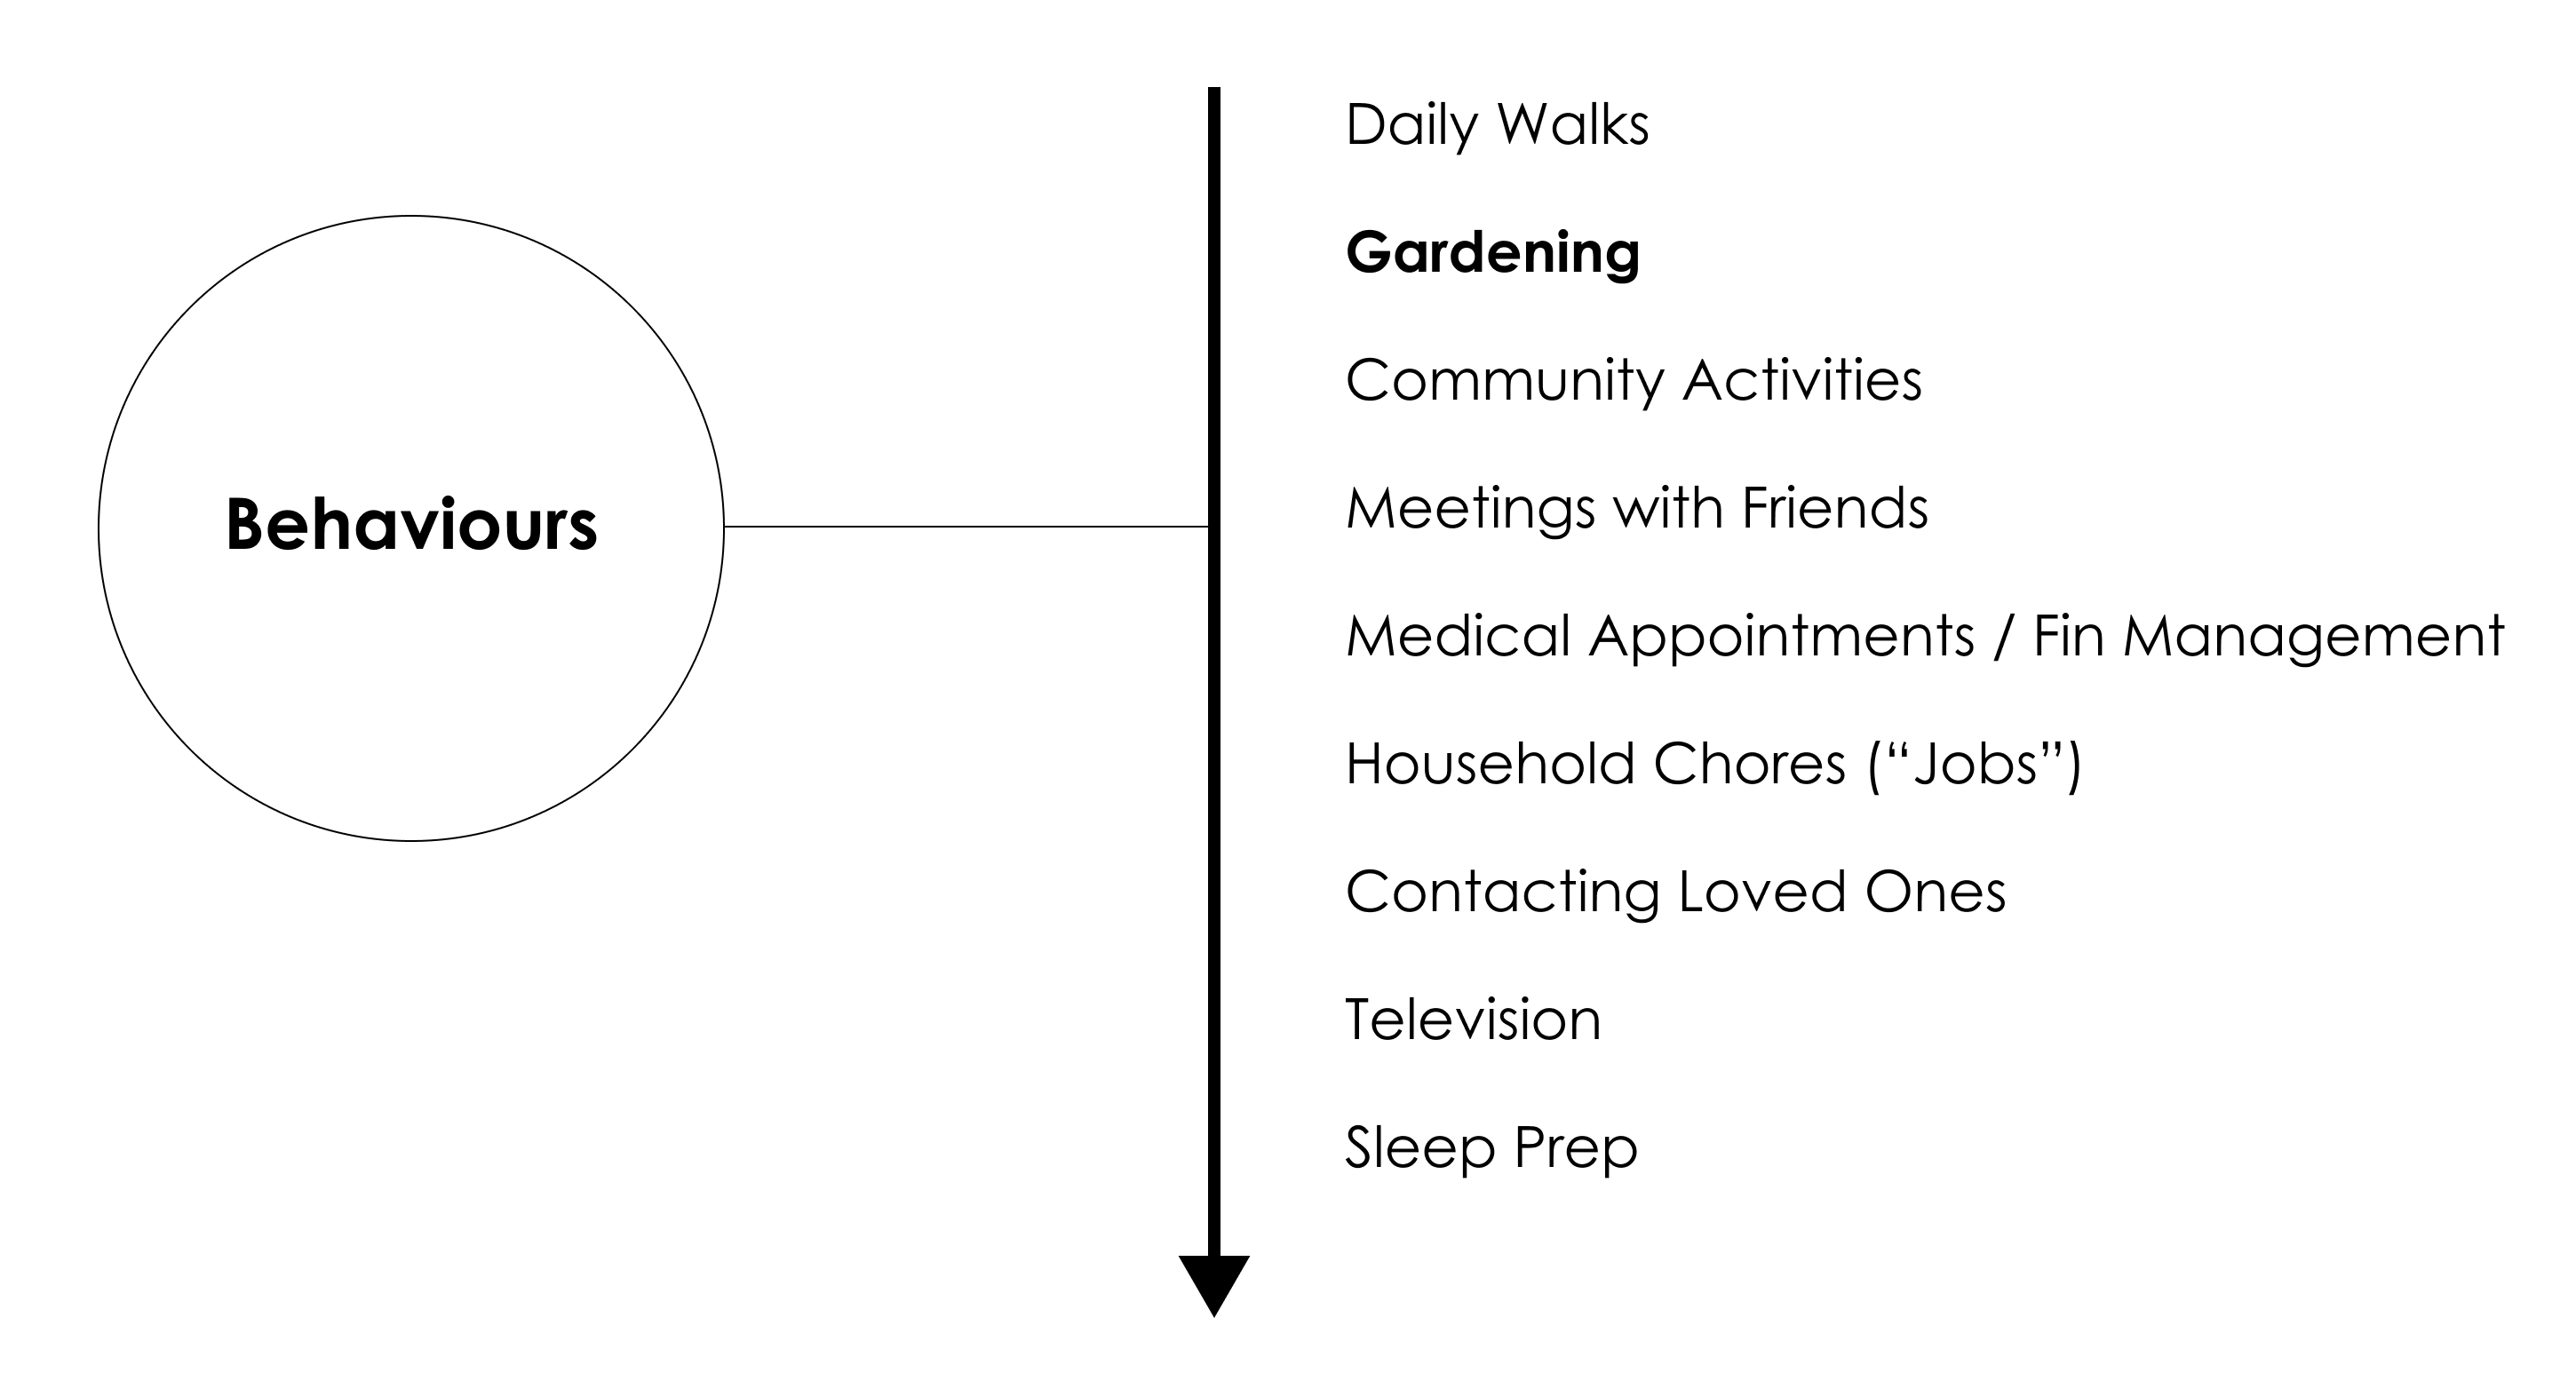 Behaviours
Daily Walks
Gardening
Community Activities
Meetings with Friends
Medical Appointments / Fin Management
Household Chores (“Jobs”)
Contacting Loved Ones
Television
Sleep Prep